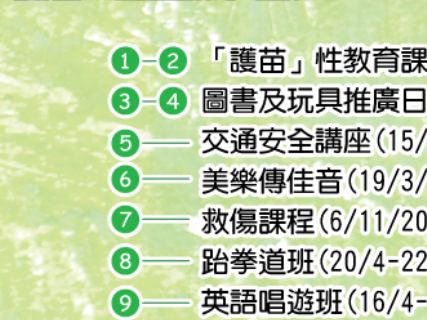 1-2 「護苗」性教育課
3-4 圖書及玩具推廣日
5 交通安全講座(15/
6 美樂傳佳音(19/3/
7 救傷課程(6/11/20
8 跆拳道班(20/4-22
9 英語唱遊班(16/4-